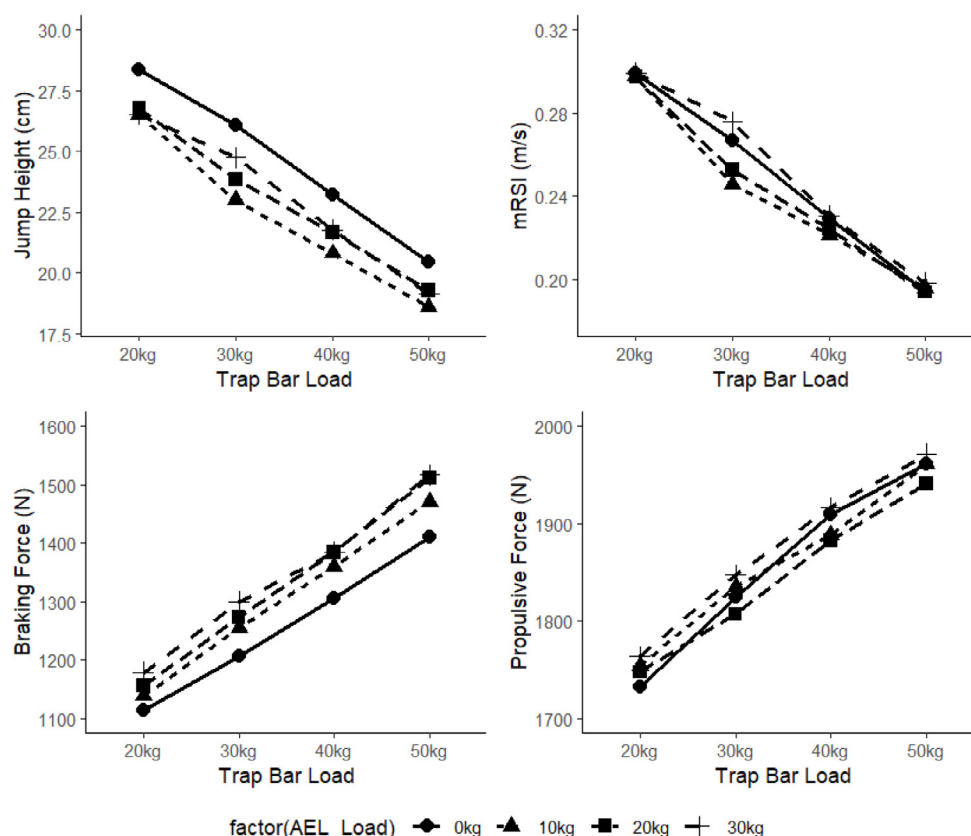 30.0
27.5
25.0
22.5
20.0
17.5
Jump Height (cm)
20kg 30kg 40kg 50kg
Trap Bar Load
0.32
0.28
0.24
0.20
mRSI (m/s)
20kg 30kg 40kg 50kg
Trap Bar Load
1600
1500
1400
1300
1200
1100
Braking Force (N)
20kg 30kg 40kg 50kg
Trap Bar Load
2000
1900
1800
1700
Propulsive Force (N)
20kg 30kg 40kg 50kg
Trap Bar Load
factor(AEL_Load) 0kg 10kg 20kg 30kg